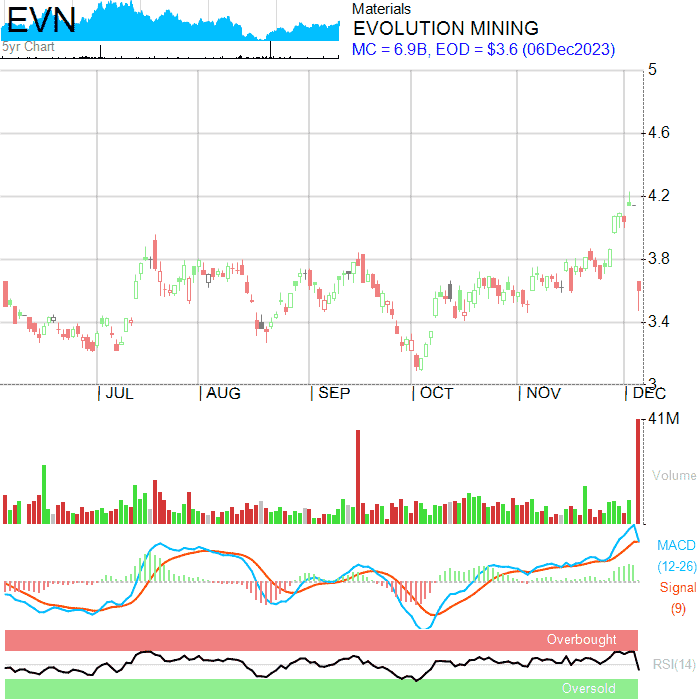 EVN
5yr Chart
Materials
EVOLUTION MINING
MC = 6.9B, EOD = $3.6 (06Dec2023)
5
4.6
4.2
3.8
3.4
3
JUL
AUG
SEP
OCT
NOV
DEC
41M
Volume
MACD
(12-26)
Signal
(9)
Overbought
RSI(14)
Oversold